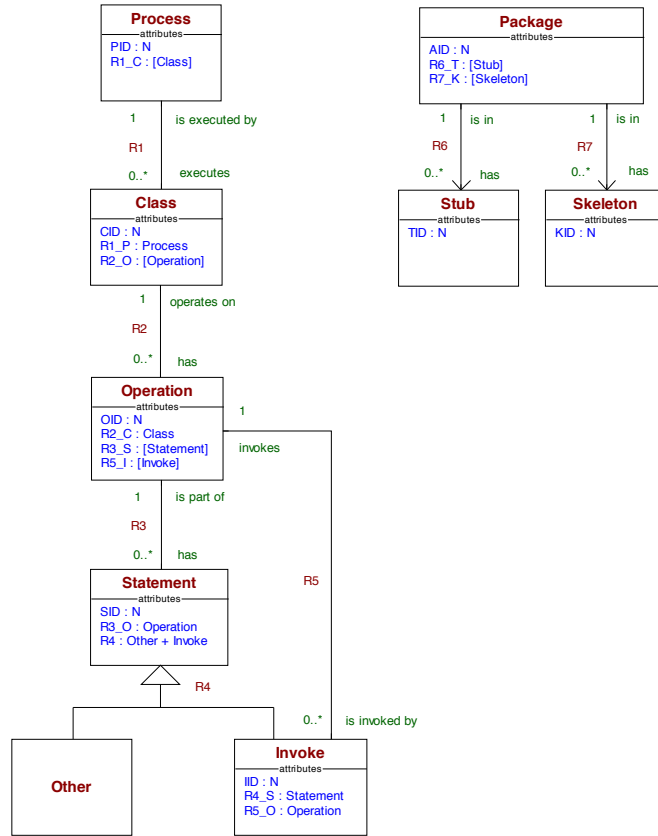 Process
attributes
PID : N
R1_C : [Class]
1
is executed by
R1
0..*
executes
Class
attributes
CID : N
R1_P : Process
R2_O : [Operation]
1
operates on
R2
0..*
has
Operation
attributes
OID : N
R2_C : Class
R3_S : [Statement]
R5_I : [Invoke]
1
invokes
1
is part of
R3
0..*
has
R5
Statement
attributes
SID : N
R3_O : Operation
R4 : Other + Invoke
R4
0..*
is invoked by
Other
Invoke
attributes
IID : N
R4_S : Statement
R5_O : Operation
Package
attributes
AID : N
R6_T : [Stub]
R7_K : [Skeleton]
1
is in
R6
0..*
has
1
is in
R7
0..*
has
Stub
attributes
TID : N
Skeleton
attributes
KID : N